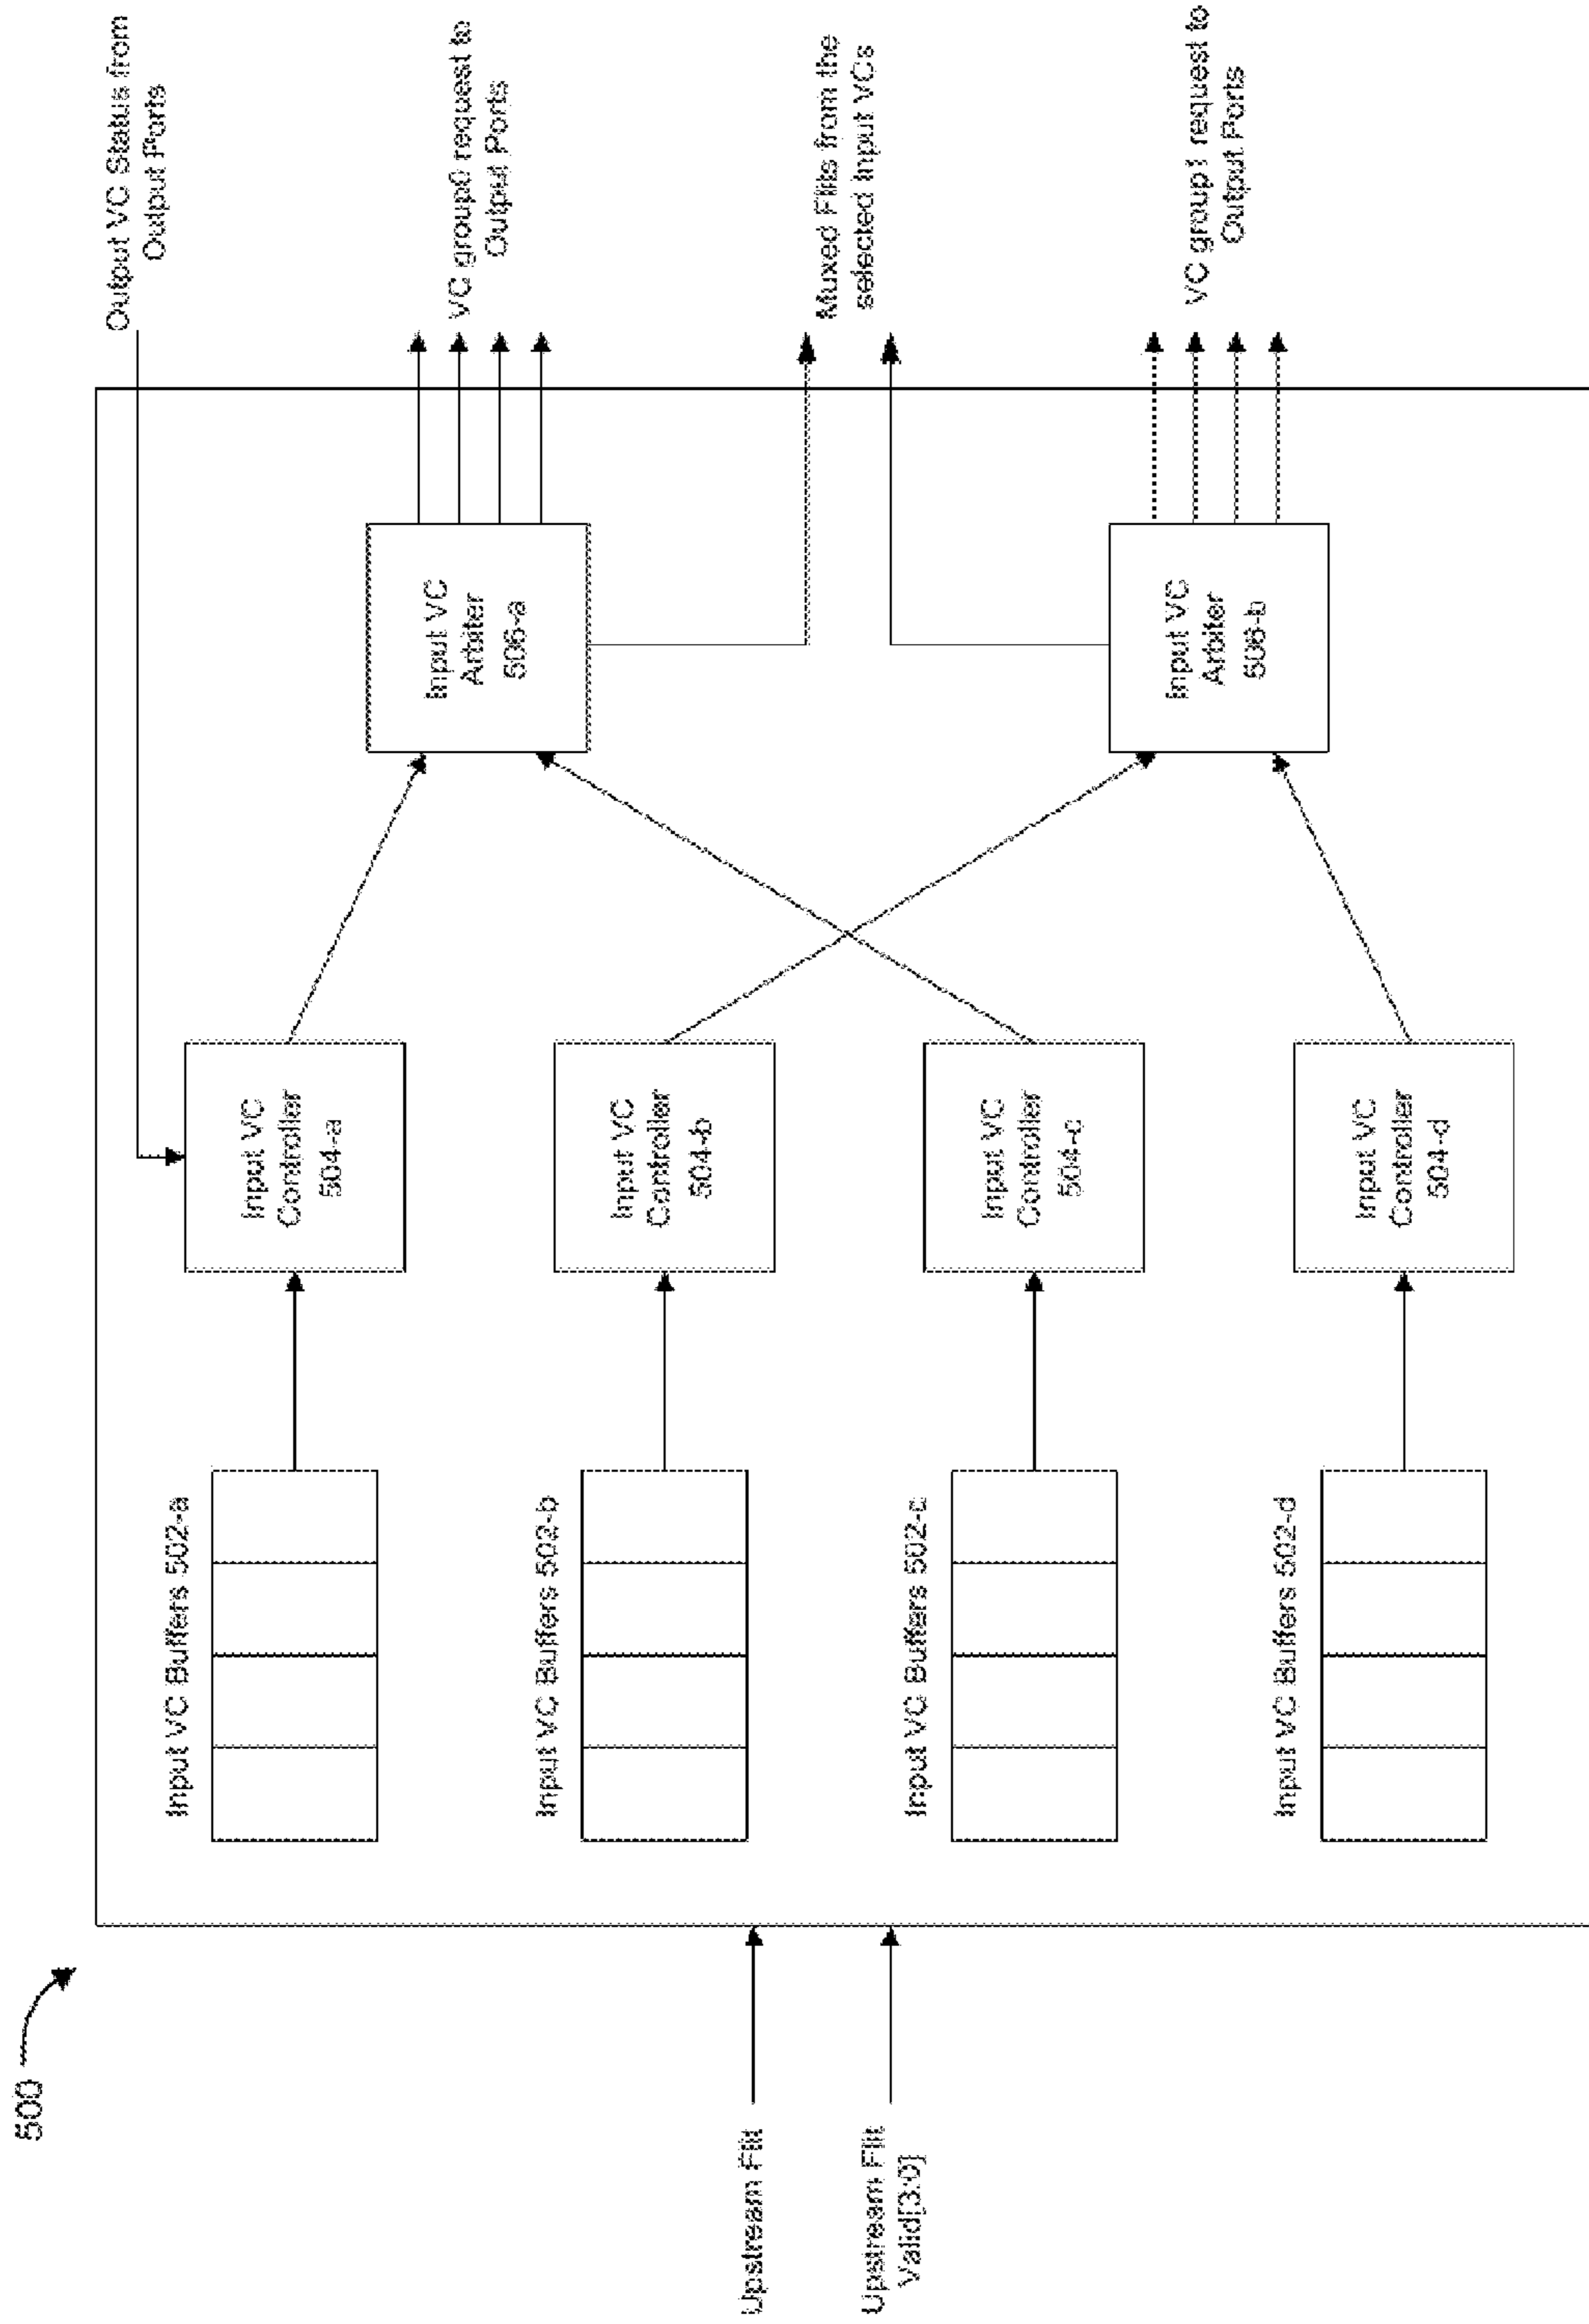 500
Output VC Status from
Output Ports
Input VC Buffers 502-a
Input VC
Controller
504-a
VC group0 request to
Output Ports
Input VC
Arbiter
506-a
Input VC Buffers 502-b
Input VC
Controller
504-b
Upstream Flit
Upstream Flit
Valid[3:0]
Muxed Flits from the
selected Input VCs
Input VC Buffers 502-c
Input VC
Controller
504-c
Input VC
Arbiter
506-b
VC group1 request to
Output Ports
Input VC Buffers 502-d
Input VC
Controller
504-d